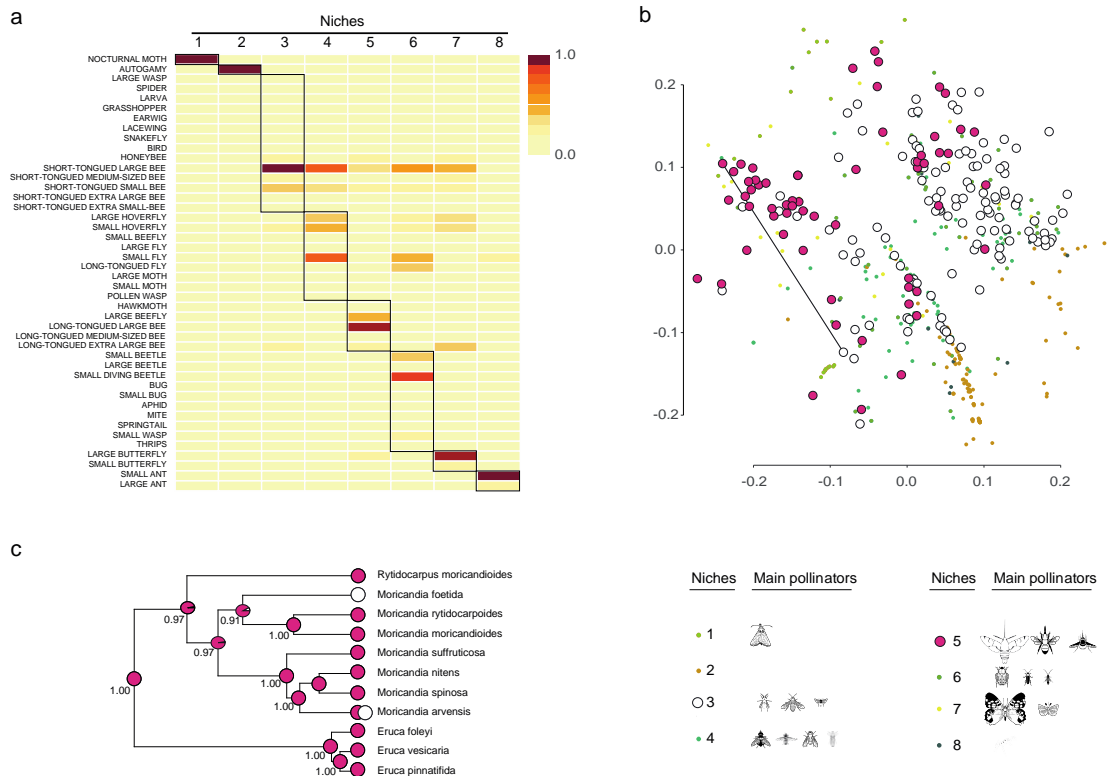 a
Niches
1 2 3 4 5 6 7 8
NOCTURNAL MOTH
AUTOGAMY
LARGE WASP
SPIDER
LARVA
GRASSHOPPER
EARWIG
LACEWING
SNAKEFLY
BIRD
HONEYBEE
SHORT-TONGUED LARGE BEE
SHORT-TONGUED MEDIUM-SIZED BEE
SHORT-TONGUED SMALL BEE
SHORT-TONGUED EXTRA LARGE BEE
SHORT-TONGUED EXTRA SMALL-BEE
LARGE HOVERFLY
SMALL HOVERFLY
SMALL BEEFLY
LARGE FLY
SMALL FLY
LONG-TONGUED FLY
LARGE MOTH
SMALL MOTH
POLLEN WASP
HAWKMOTH
LARGE BEEFLY
LONG-TONGUED LARGE BEE
LONG-TONGUED MEDIUM-SIZED BEE
LONG-TONGUED EXTRA LARGE BEE
SMALL BEETLE
LARGE BEETLE
SMALL DIVING BEETLE
BUG
SMALL BUG
APHID
MITE
SPRINGTAIL
SMALL WASP
THRIPS
LARGE BUTTERFLY
SMALL BUTTERFLY
SMALL ANT
LARGE ANT
1.0
0.0
b
0.2
0.1
0.0
-0.1
-0.2
-0.2 -0.1 0.0 0.1 0.2
c
Rytidocarpus moricandioides
Moricandia foetida
Moricandia rytidocarpoides
Moricandia moricandioides
Moricandia suffruticosa
Moricandia nitens
Moricandia spinosa
Moricandia arvensis
Eruca foleyi
Eruca vesicaria
Eruca pinnatifida
0.97
0.91
1.00
0.97
1.00
1.00
1.00
1.00
1.00
Niches Main pollinators
1
2
3
4
Niches Main pollinators
5
6
7
8